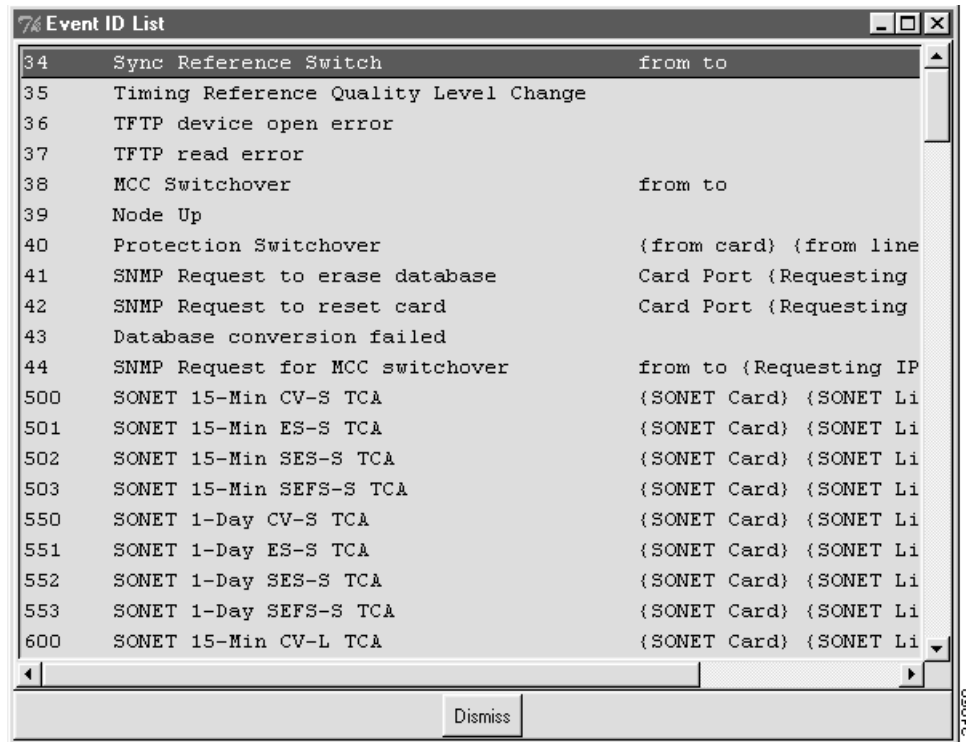 Event ID List
34 Sync Reference Switch from to
35 Timing Reference Quality Level Change
36 TFTP device open error
37 TFTP read error
38 MCC Switchover from to
39 Node Up
40 Protection Switchover {from card} {from line
41 SNMP Request to erase database Card Port {Requesting
42 SNMP Request to reset card Card Port {Requesting
43 Database conversion failed
44 SNMP Request for MCC switchover from to {Requesting IP
500 SONET 15-Min CV-S TCA {SONET Card} {SONET Li
501 SONET 15-Min ES-S TCA {SONET Card} {SONET Li
502 SONET 15-Min SES-S TCA {SONET Card} {SONET Li
503 SONET 15-Min SEFS-S TCA {SONET Card} {SONET Li
550 SONET 1-Day CV-S TCA {SONET Card} {SONET Li
551 SONET 1-Day ES-S TCA {SONET Card} {SONET Li
552 SONET 1-Day SES-S TCA {SONET Card} {SONET Li
553 SONET 1-Day SEFS-S TCA {SONET Card} {SONET Li
600 SONET 15-Min CV-L TCA {SONET Card} {SONET Li
Dismiss